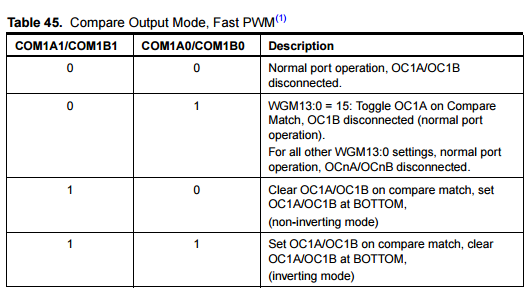 Table 45. Compare Output Mode, Fast PWM(1)
COM1A1/COM1B1 COM1A0/COM1B0 Description
0 0 Normal port operation, OC1A/OC1B
disconnected.
0 1 WGM13:0 = 15: Toggle OC1A on Compare
Match, OC1B disconnected (normal port
operation).
For all other WGM13:0 settings, normal port
operation, OCnA/OCnB disconnected.
1 0 Clear OC1A/OC1B on compare match, set
OC1A/OC1B at BOTTOM,
(non-inverting mode)
1 1 Set OC1A/OC1B on compare match, clear
OC1A/OC1B at BOTTOM,
(inverting mode)